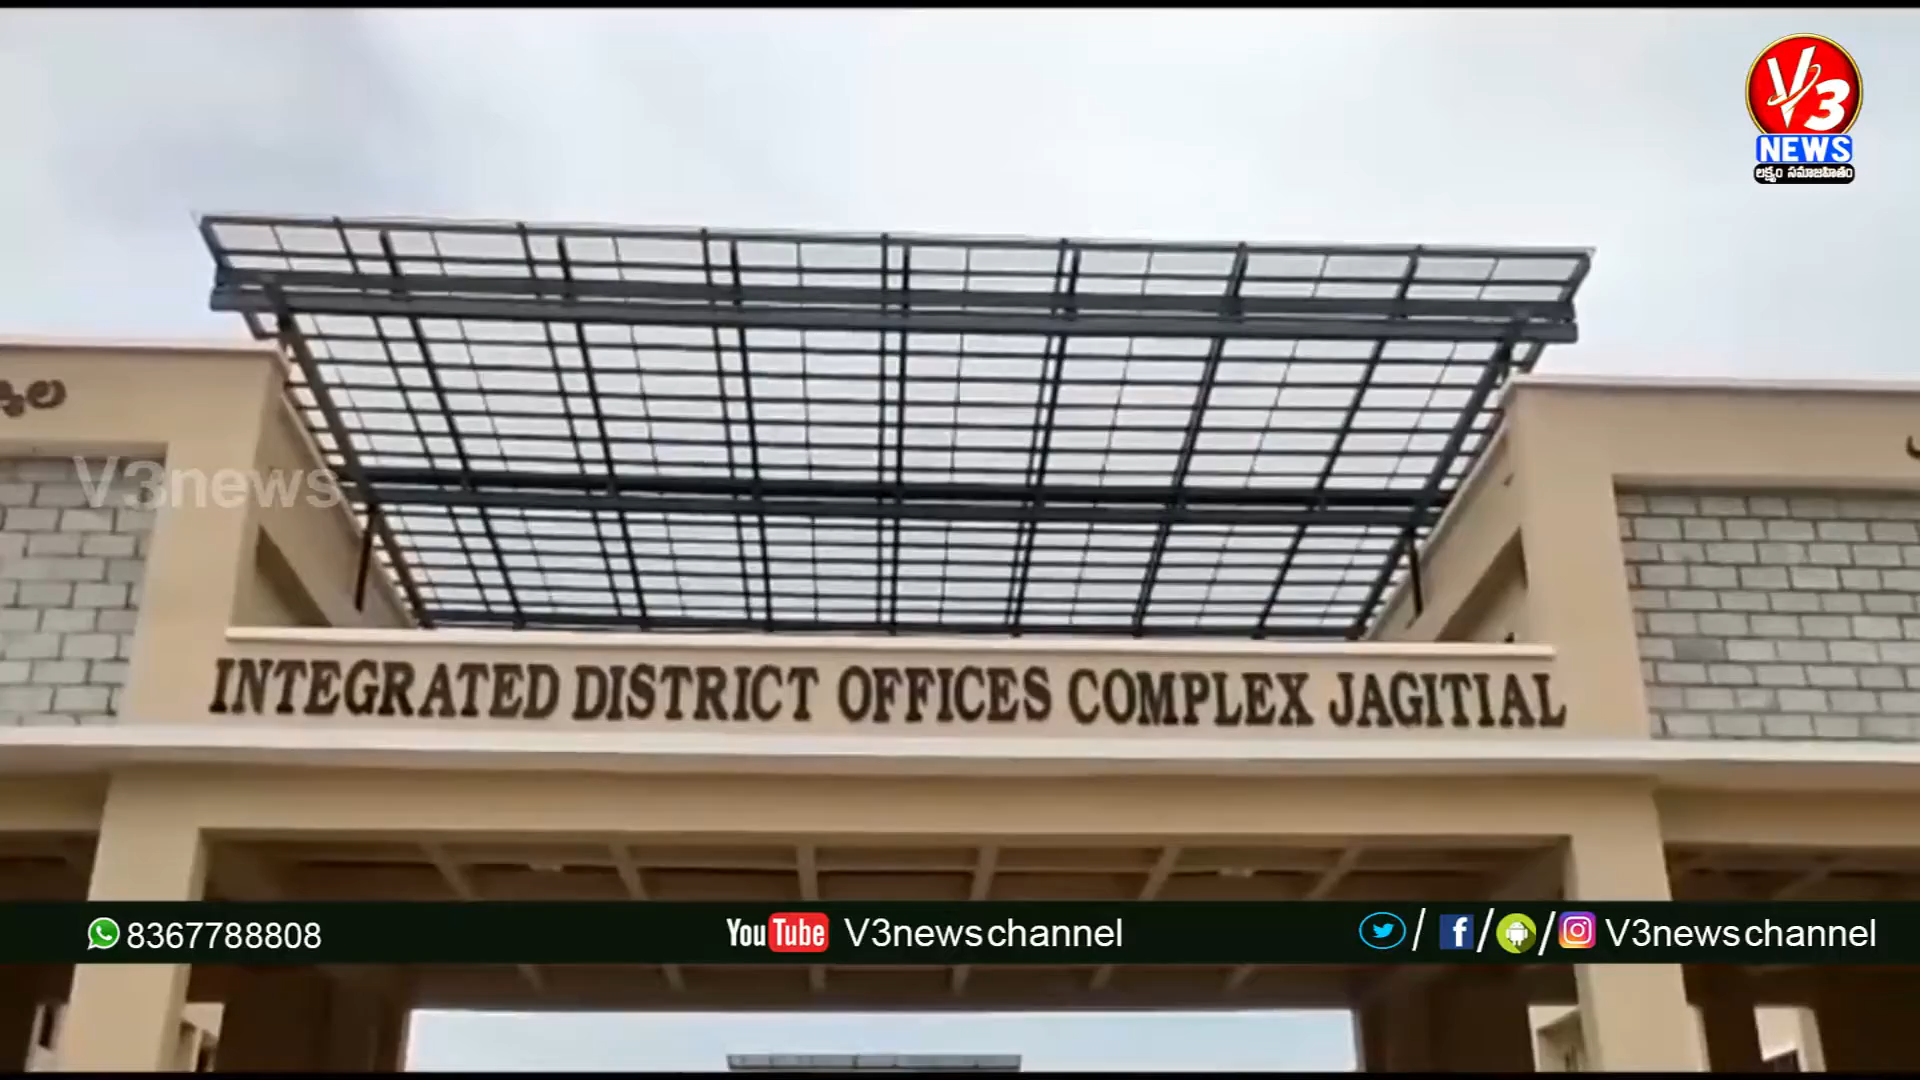 V3
NEWS
లక్ష్యం సమాజహితం
V3news
INTEGRATED DISTRICT OFFICES COMPLEX JAGITIAL
8367788808
YouTube V3newschannel
V3newschannel